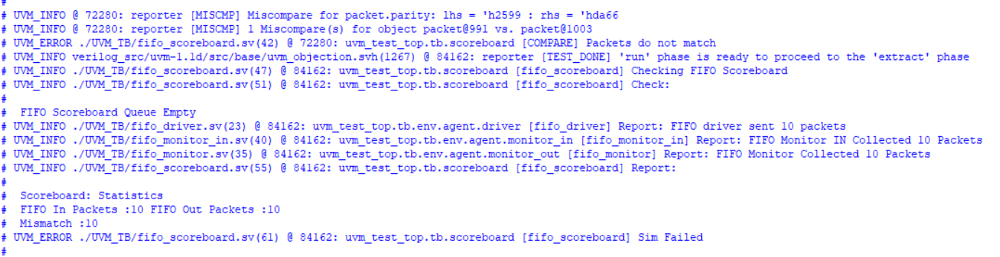 #
# UVM_INFO @ 72280: reporter [MISCMP] Miscompare for packet.parity: lhs = 'h2599 : rhs = 'hda66
# UVM_INFO @ 72280: reporter [MISCMP] 1 Miscompare(s) for object packet@991 vs. packet@1003
# UVM_ERROR ./UVM_TB/fifo_scoreboard.sv(42) @ 72280: uvm_test_top.tb.scoreboard [COMPARE] Packets do not match
# UVM_INFO verilog_src/uvm-1.1d/src/base/uvm_objection.svh(1267) @ 84162: reporter [TEST_DONE] 'run' phase is ready to proceed to the 'extract' phase
# UVM_INFO ./UVM_TB/fifo_scoreboard.sv(47) @ 84162: uvm_test_top.tb.scoreboard [fifo_scoreboard] Checking FIFO Scoreboard
# UVM_INFO ./UVM_TB/fifo_scoreboard.sv(51) @ 84162: uvm_test_top.tb.scoreboard [fifo_scoreboard] Check:
#
#  FIFO Scoreboard Queue Empty
# UVM_INFO ./UVM_TB/fifo_driver.sv(23) @ 84162: uvm_test_top.tb.env.agent.driver [fifo_driver] Report: FIFO driver sent 10 packets
# UVM_INFO ./UVM_TB/fifo_monitor_in.sv(40) @ 84162: uvm_test_top.tb.env.agent.monitor_in [fifo_monitor_in] Report: FIFO Monitor IN Collected 10 Packets
# UVM_INFO ./UVM_TB/fifo_monitor.sv(35) @ 84162: uvm_test_top.tb.env.agent.monitor_out [fifo_monitor] Report: FIFO Monitor Collected 10 Packets
# UVM_INFO ./UVM_TB/fifo_scoreboard.sv(55) @ 84162: uvm_test_top.tb.scoreboard [fifo_scoreboard] Report:
#
#  Scoreboard: Statistics
#  FIFO In Packets :10 FIFO Out Packets :10
#  Mismatch :10
# UVM_ERROR ./UVM_TB/fifo_scoreboard.sv(61) @ 84162: uvm_test_top.tb.scoreboard [fifo_scoreboard] Sim Failed
#